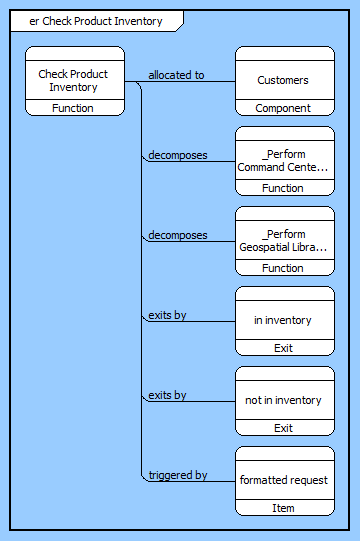 er Check Product Inventory
Check Product
Inventory
Function
allocated to
Customers
Component
decomposes
_Perform
Command Cente...
Function
decomposes
_Perform
Geospatial Libra...
Function
exits by
in inventory
Exit
exits by
not in inventory
Exit
triggered by
formatted request
Item